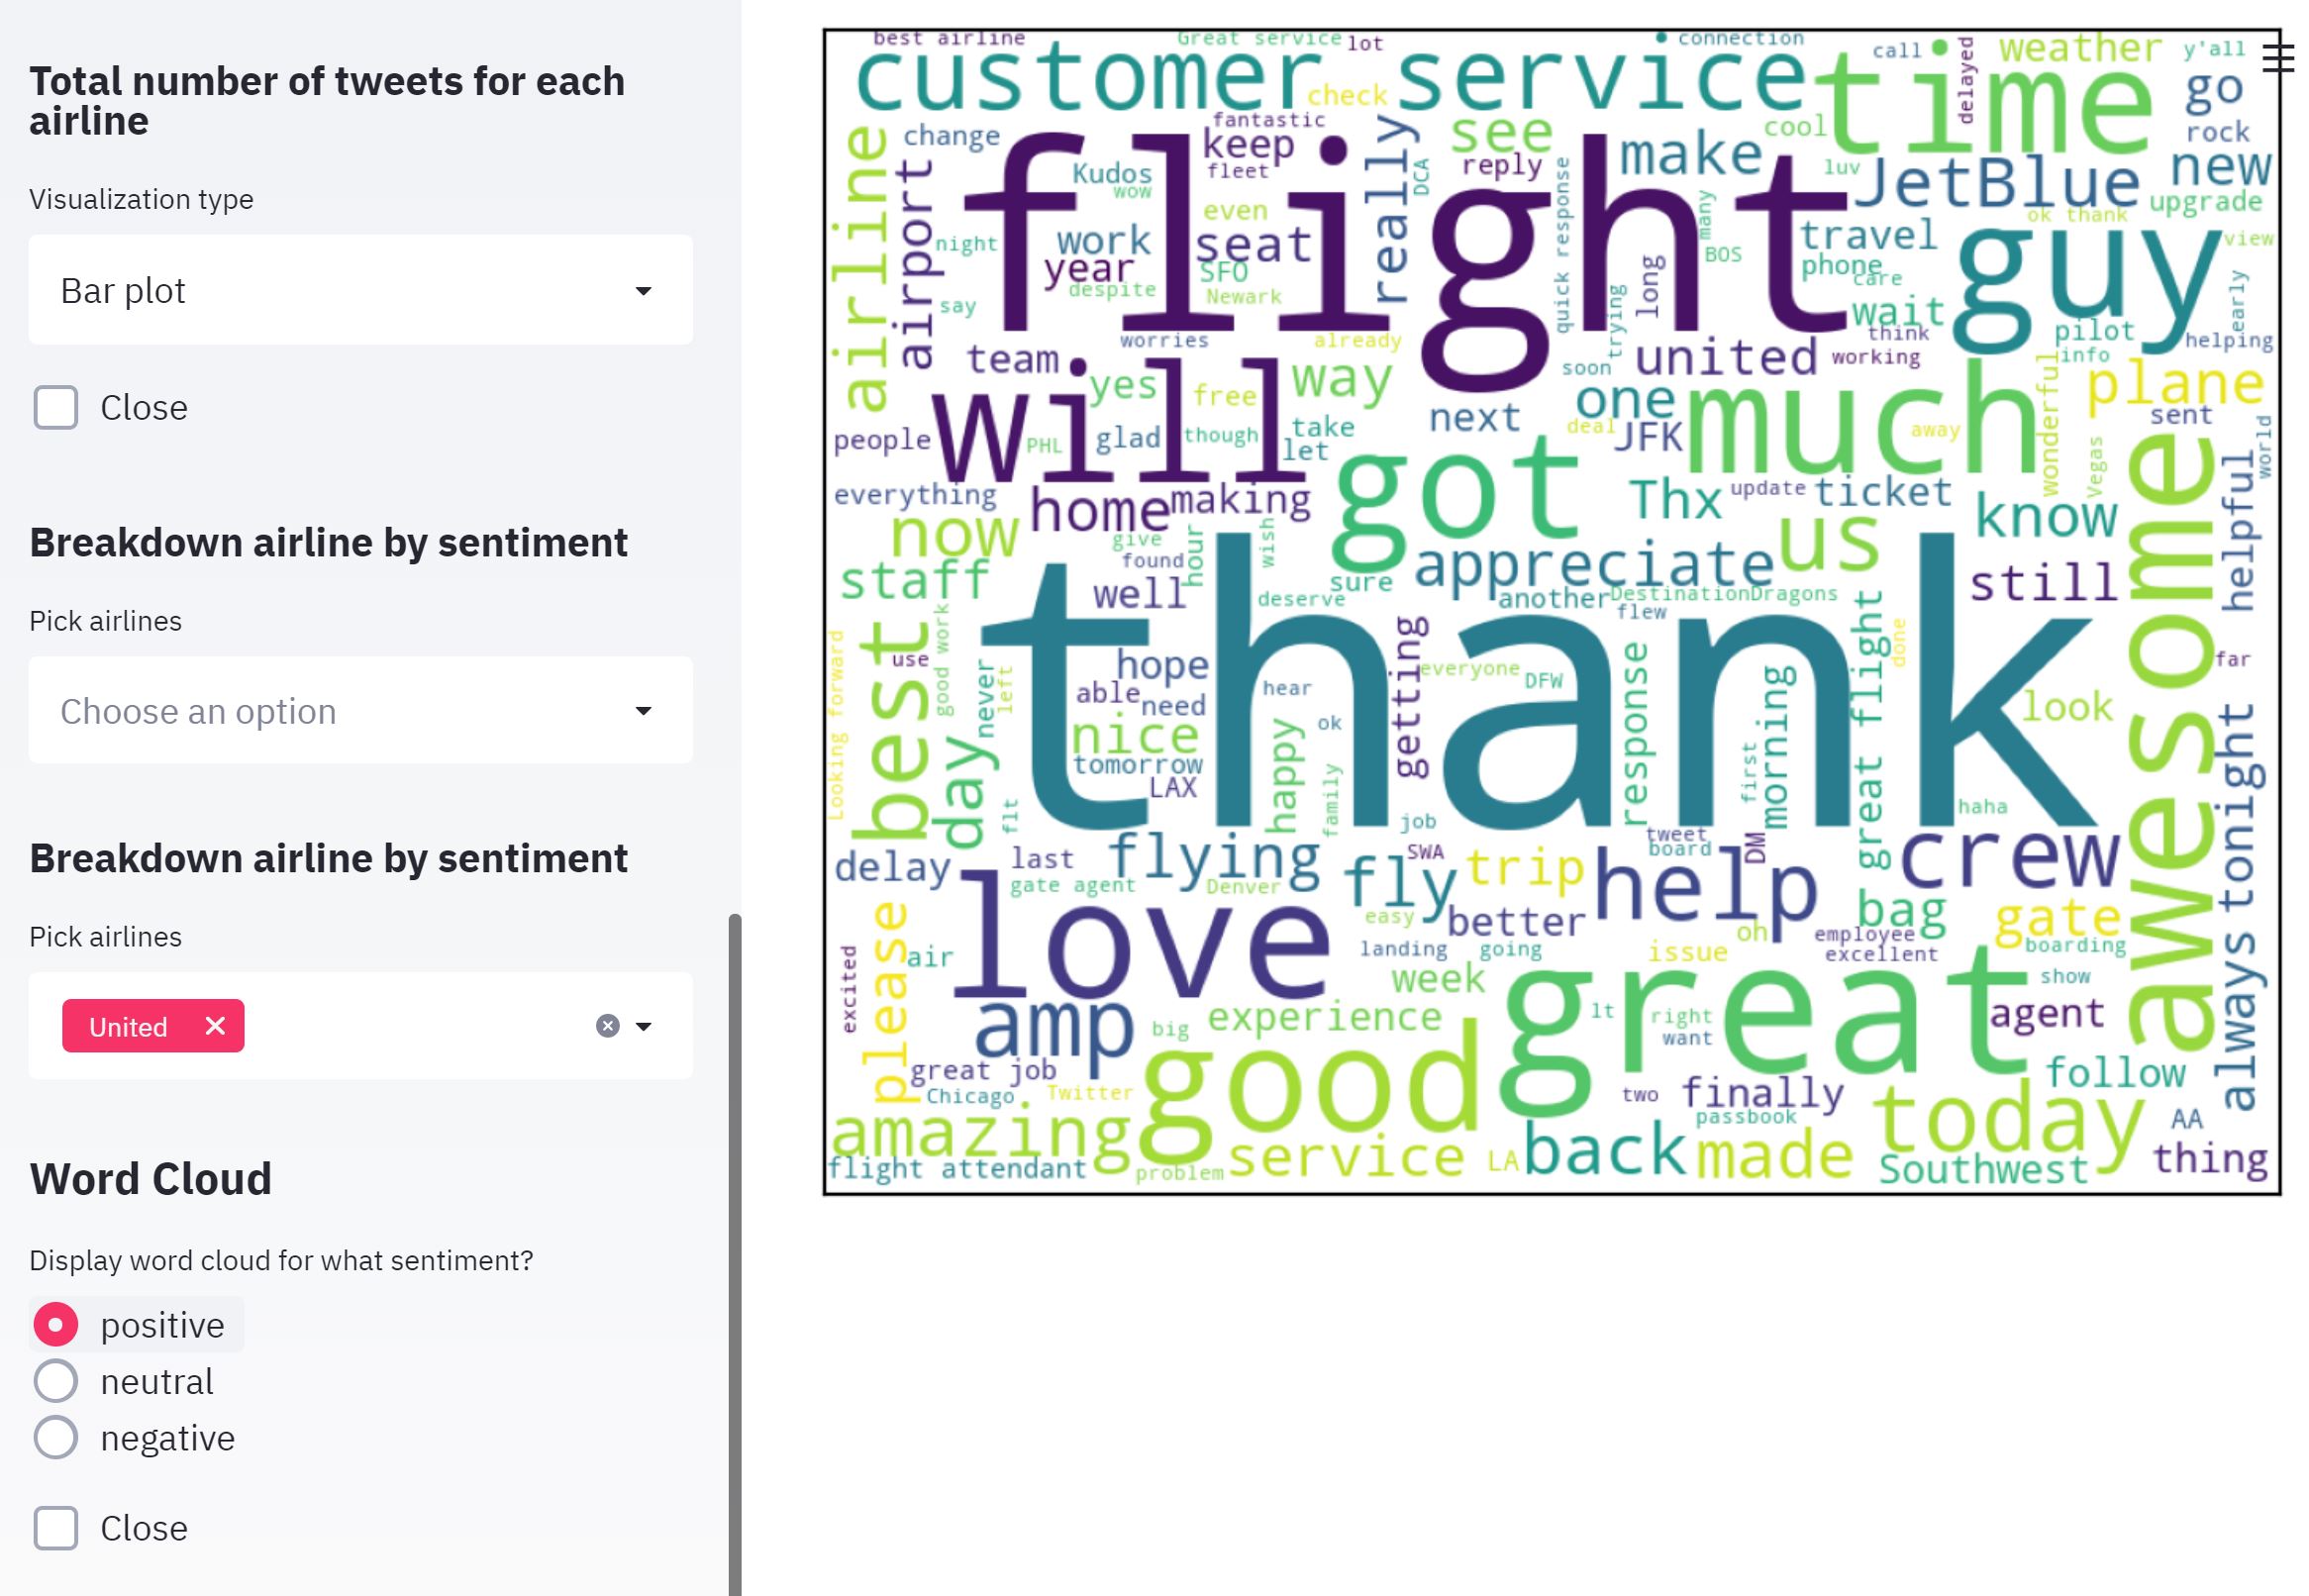 Total number of tweets for each
airline
Visualization type
Bar plot
Close
Breakdown airline by sentiment
Pick airlines
Choose an option
Breakdown airline by sentiment
Pick airlines
United
Word Cloud
Display word cloud for what sentiment?
positive
neutral
negative
Close
best airline
Great service
lot
connection
call
delayed
weather
y'all
customer service
check
time
go
rock
airline
change
fantastic
keep
fleet
really
DCA
see
reply
make
cool
luv
JetBlue
new
upgrade
ok thank
airport
Kudos
wow
even
flight
quick response
many
BOS
travel
guy
view
night
work
seat
year
SFO
despite
Newark
say
long
trying
phone
care
wait
early
think
pilot
helping
worries
already
team
soon
united
working
info
yes
free
way
will
one
much
wonderful
plane
people
PHL
glad
though
take
let
next
deal
JFK
away
sent
Vegas
world
everything
home
making
got
Thx
update
ticket
know
awesome
helpful
now
give
found
hour
wish
appreciate
us
staff
well
deserve
sure
another
DestinationDragons
flew
still
thank
best
use
good work
never
left
Looking forward
hope
able
need
hear
getting
everyone
DFW
response
great flight
done
far
look
nice
ok
tomorrow
LAX
happy
family
first
morning
day
flt
haha
always
tonight
job
tweet
board
DM
delay
last
flying
SWA
fly
trip
help
crew
gate agent
Denver
easy
better
bag
gate
love
please
air
excited
landing
going
issue
oh
employee
excellent
boarding
week
great
show
amp
big
experience
lt
right
want
agent
great job
Chicago
Twitter
good
two
finally
passbook
follow
today
AA
amazing
flight attendant
problem
service
LA
back
made
Southwest
thing